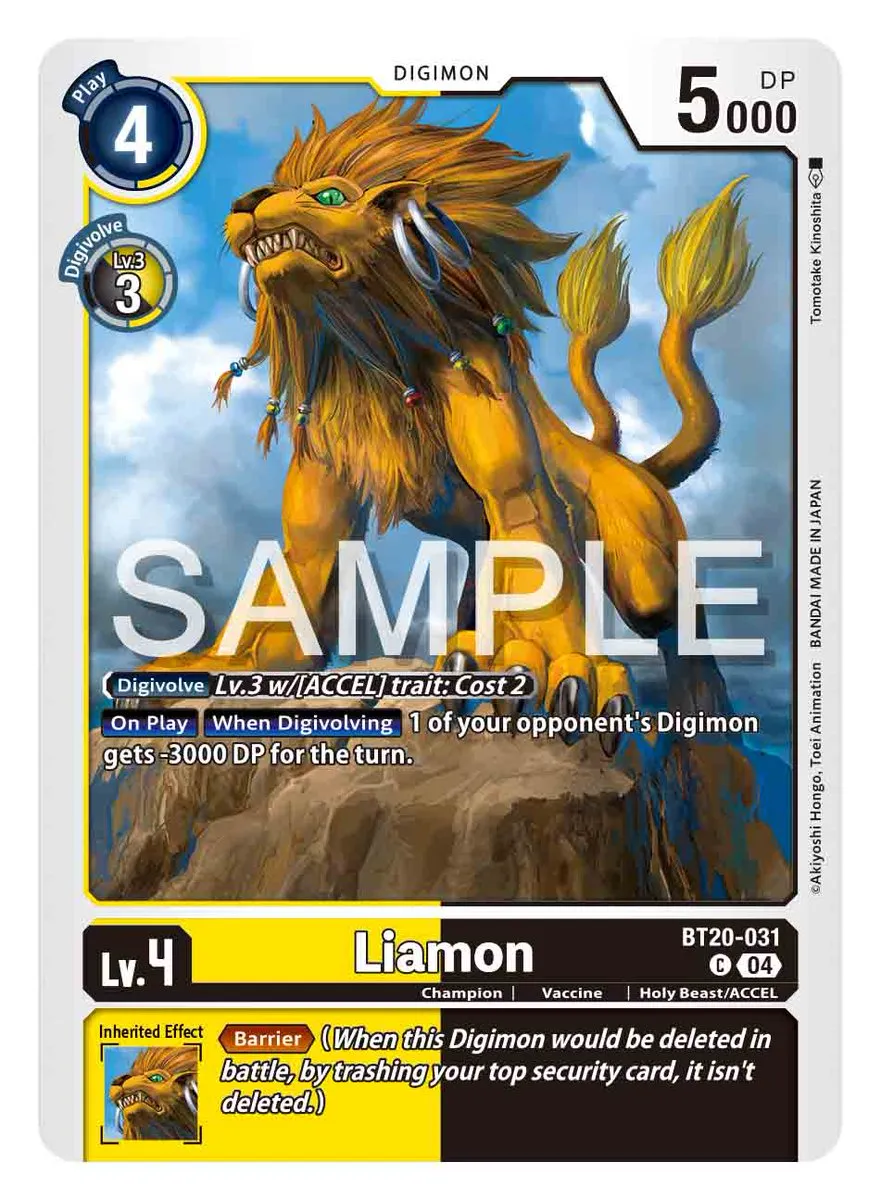 DIGIMON
Play
4
DP
5000
Digivolve
Lv.3
3
Tomotake Kinoshita
SAMPLE
Digivolve Lv.3 w/[ACCEL] trait: Cost 2
On Play When Digivolving 1 of your opponent's Digimon
gets -3000 DP for the turn.
©Akiyoshi Hongo, Toei Animation BANDAI MADE IN JAPAN
Lv.4
Liamon
BT20-031
C 04
Champion | Vaccine | Holy Beast/ACCEL
Inherited Effect
Barrier (When this Digimon would be deleted in
battle, by trashing your top security card, it isn't
deleted.)